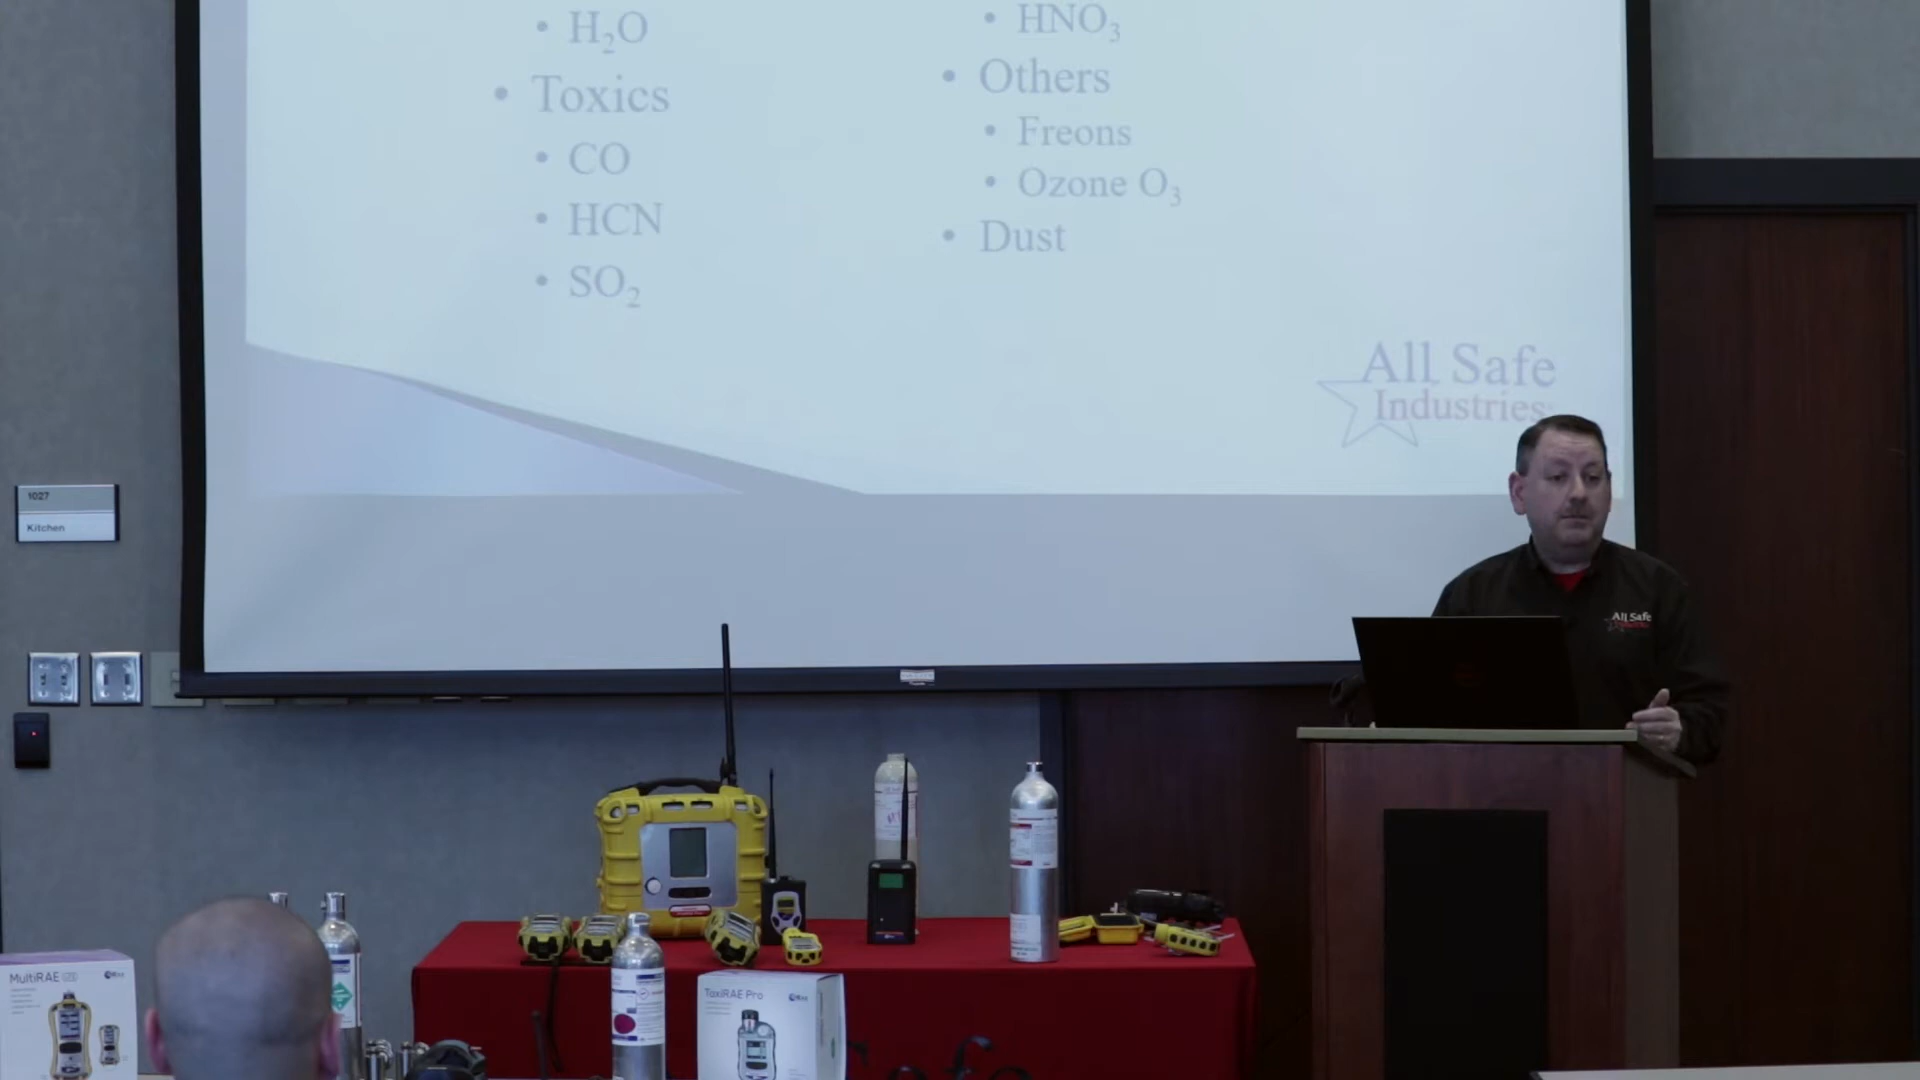 • H₂O
• Toxics
• CO
• HCN
• SO₂
• HNO₃
• Others
• Freons
• Ozone O₃
• Dust
All Safe
Industries
1027
Kitchen
All Safe
MultiRAE
RAE
ToxiRAE Pro